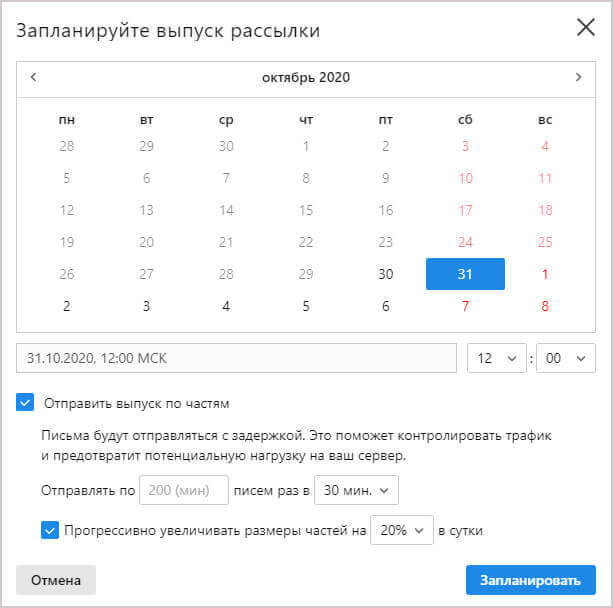 Запланируйте выпуск рассылки
октябрь 2020
пн вт ср чт пт сб вс
28 29 30 1 2 3 4
5 6 7 8 9 10 11
12 13 14 15 16 17 18
19 20 21 22 23 24 25
26 27 28 29 30 31 1
2 3 4 5 6 7 8
31.10.2020, 12:00 МСК 12 : 00
Отправить выпуск по частям
Письма будут отправляться с задержкой. Это поможет контролировать трафик
и предотвратит потенциальную нагрузку на ваш сервер.
Отправлять по 200 (мин) писем раз в 30 мин.
Прогрессивно увеличивать размеры частей на 20% в сутки
Отмена Запланировать